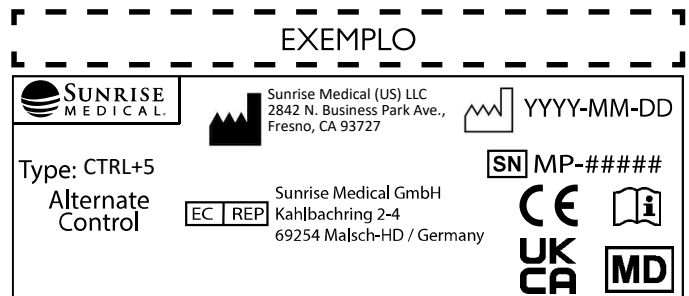 EXEMPLO
SUNRISE
MEDICAL.
Sunrise Medical (US) LLC
2842 N. Business Park Ave.,
Fresno, CA 93727
YYYY-MM-DD
Type: CTRL+5
Alternate
Control
SN MP-#####
EC REP
Sunrise Medical GmbH
Kahlbachring 2-4
69254 Malsch-HD / Germany
CE
i
UK
CA
MD